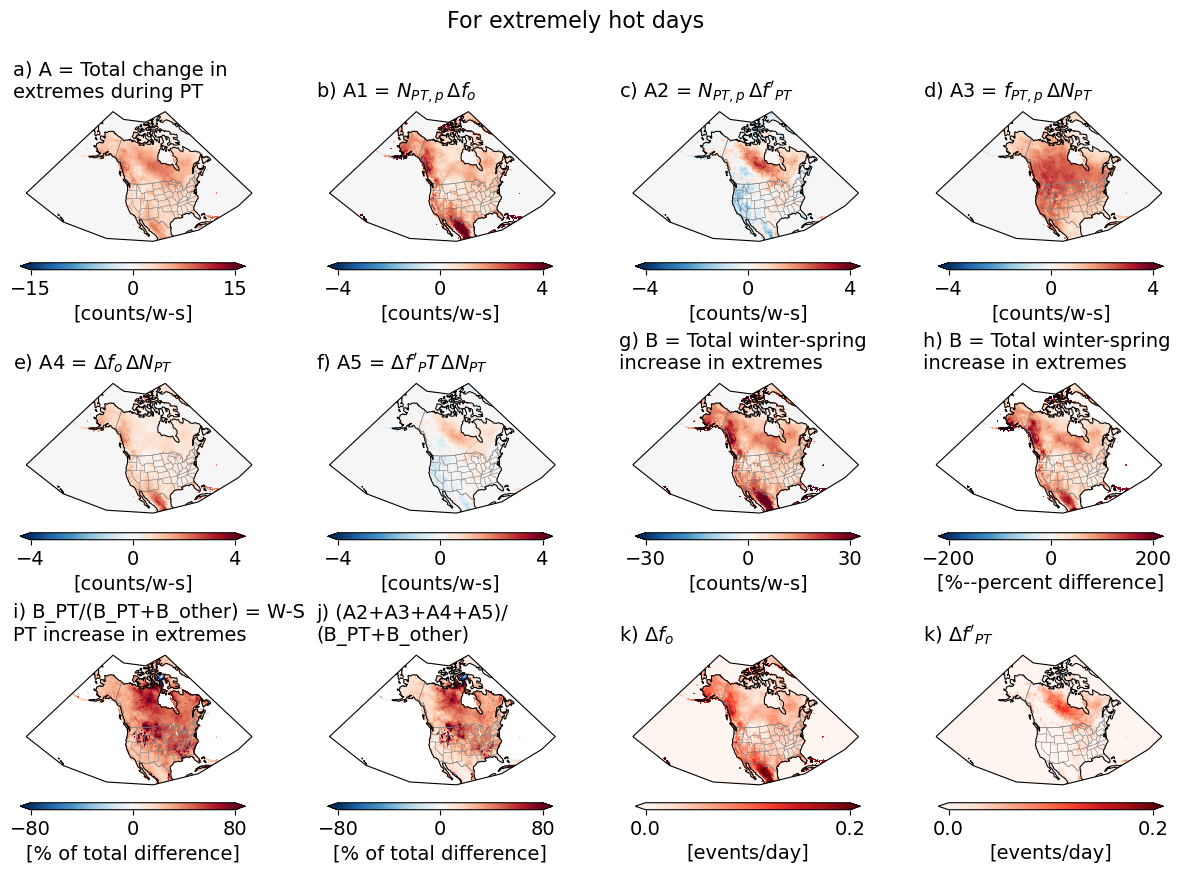 For extremely hot days
a) A = Total change in
extremes during PT
b) A1 = N_{PT,p} Δf_o
c) A2 = N_{PT,p} Δf'_{PT}
d) A3 = f_{PT,p} ΔN_{PT}
−15 0 15
[counts/w-s]
−4 0 4
[counts/w-s]
−4 0 4
[counts/w-s]
−4 0 4
[counts/w-s]
e) A4 = Δf_o ΔN_{PT}
f) A5 = Δf'_PT ΔN_{PT}
g) B = Total winter-spring
increase in extremes
h) B = Total winter-spring
increase in extremes
−4 0 4
[counts/w-s]
−4 0 4
[counts/w-s]
−30 0 30
[counts/w-s]
−200 0 200
[%--percent difference]
i) B_PT/(B_PT+B_other) = W-S
PT increase in extremes
j) (A2+A3+A4+A5)/
(B_PT+B_other)
k) Δf_o
k) Δf'_{PT}
−80 0 80
[% of total difference]
−80 0 80
[% of total difference]
0.0 0.2
[events/day]
0.0 0.2
[events/day]